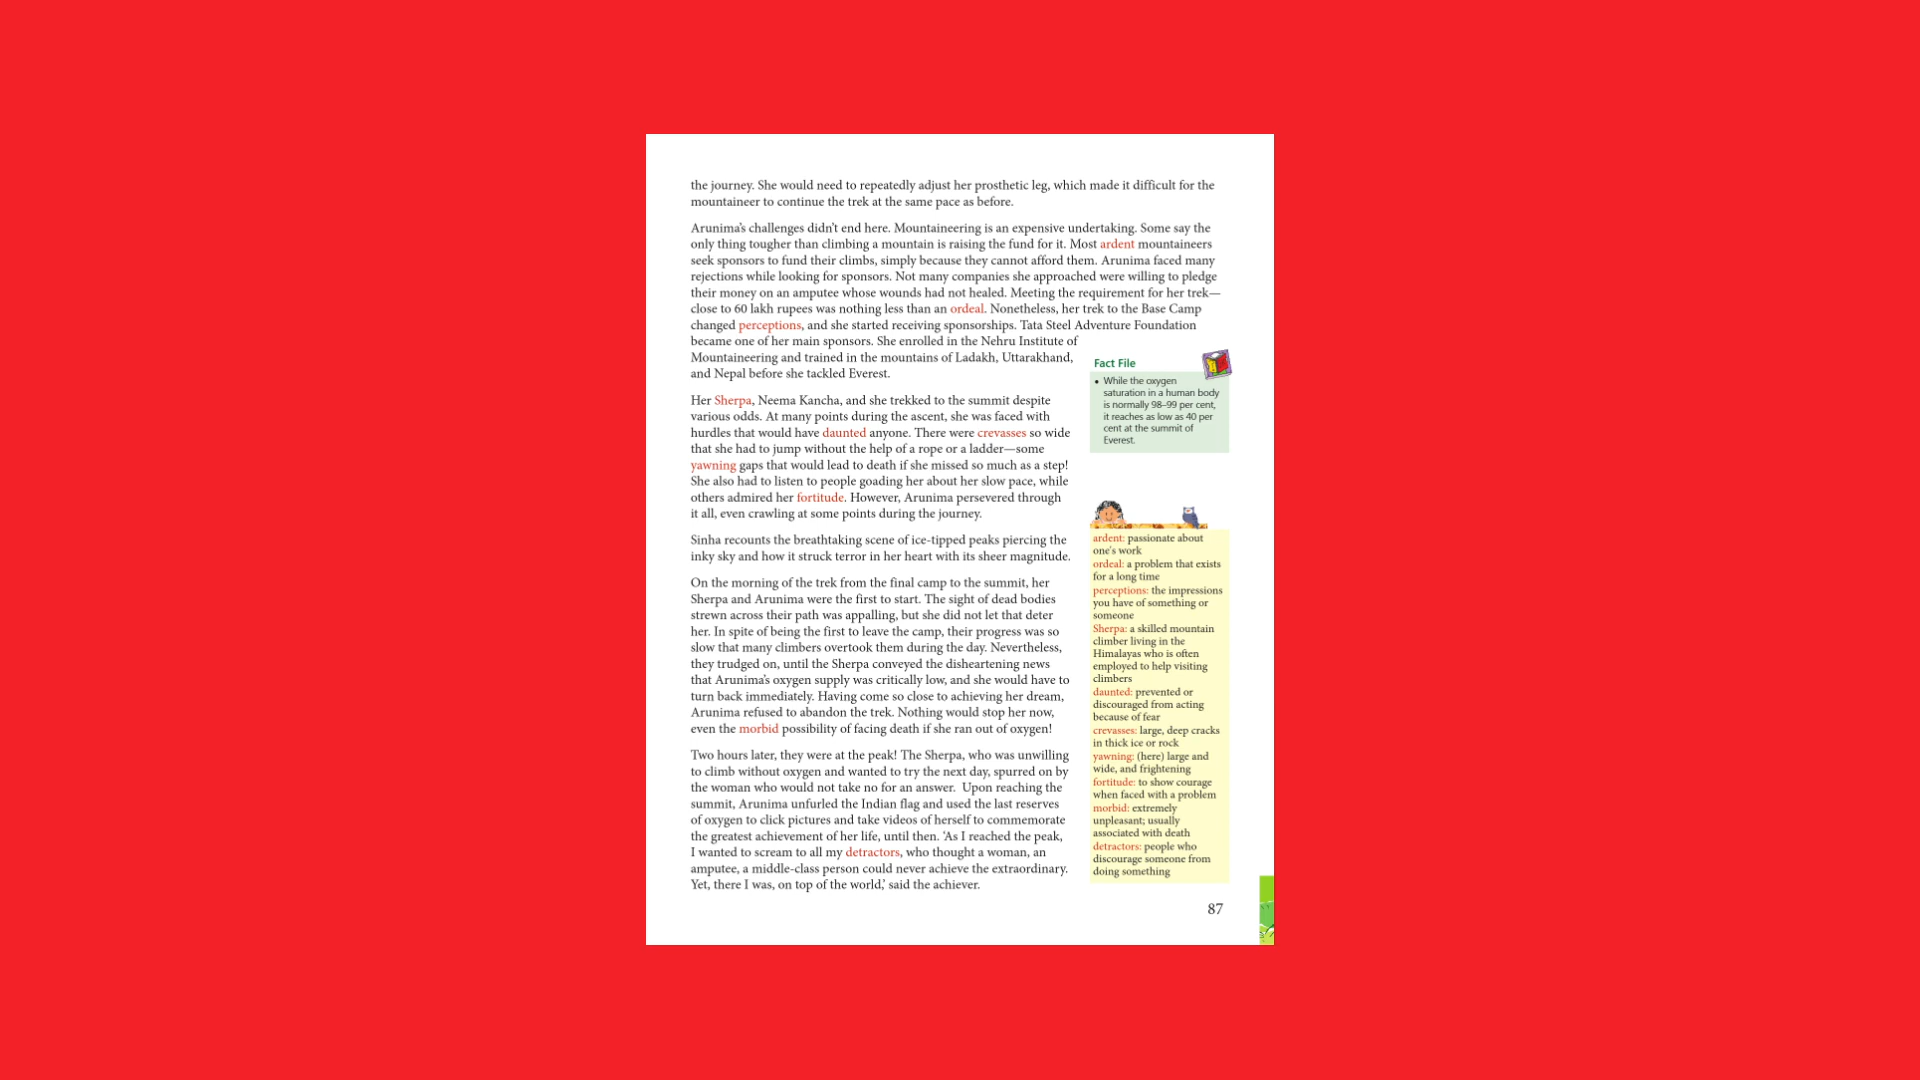 the journey. She would need to repeatedly adjust her prosthetic leg, which made it difficult for the
mountaineer to continue the trek at the same pace as before.
Arunima's challenges didn't end here. Mountaineering is an expensive undertaking. Some say the
only thing tougher than climbing a mountain is raising the fund for it. Most ardent mountaineers
seek sponsors to fund their climbs, simply because they cannot afford them. Arunima faced many
rejections while looking for sponsors. Not many companies she approached were willing to pledge
their money on an amputee whose wounds had not healed. Meeting the requirement for her trek—
close to 60 lakh rupees was nothing less than an ordeal. Nonetheless, her trek to the Base Camp
changed perceptions, and she started receiving sponsorships. Tata Steel Adventure Foundation
became one of her main sponsors. She enrolled in the Nehru Institute of
Mountaineering and trained in the mountains of Ladakh, Uttarakhand,
and Nepal before she tackled Everest.
Her Sherpa, Neema Kancha, and she trekked to the summit despite
various odds. At many points during the ascent, she was faced with
hurdles that would have daunted anyone. There were crevasses so wide
that she had to jump without the help of a rope or a ladder—some
yawning gaps that would lead to death if she missed so much as a step!
She also had to listen to people goading her about her slow pace, while
others admired her fortitude. However, Arunima persevered through
it all, even crawling at some points during the journey.
Sinha recounts the breathtaking scene of ice-tipped peaks piercing the
inky sky and how it struck terror in her heart with its sheer magnitude.
On the morning of the trek from the final camp to the summit, her
Sherpa and Arunima were the first to start. The sight of dead bodies
strewn across their path was appalling, but she did not let that deter
her. In spite of being the first to leave the camp, their progress was so
slow that many climbers overtook them during the day. Nevertheless,
they trudged on, until the Sherpa conveyed the disheartening news
that Arunima's oxygen supply was critically low, and she would have to
turn back immediately. Having come so close to achieving her dream,
Arunima refused to abandon the trek. Nothing would stop her now,
even the morbid possibility of facing death if she ran out of oxygen!
Two hours later, they were at the peak! The Sherpa, who was unwilling
to climb without oxygen and wanted to try the next day, spurred on by
the woman who would not take no for an answer. Upon reaching the
summit, Arunima unfurled the Indian flag and used the last reserves
of oxygen to click pictures and take videos of herself to commemorate
the greatest achievement of her life, until then. 'As I reached the peak,
I wanted to scream to all my detractors, who thought a woman, an
amputee, a middle-class person could never achieve the extraordinary.
Yet, there I was, on top of the world,' said the achiever.
Fact File
• While the oxygen
saturation in a human body
is normally 98–99 per cent,
it reaches as low as 40 per
cent at the summit of
Everest.
ardent: passionate about
one's work
ordeal: a problem that exists
for a long time
perceptions: the impressions
you have of something or
someone
Sherpa: a skilled mountain
climber living in the
Himalayas who is often
employed to help visiting
climbers
daunted: prevented or
discouraged from acting
because of fear
crevasses: large, deep cracks
in thick ice or rock
yawning: (here) large and
wide, and frightening
fortitude: to show courage
when faced with a problem
morbid: extremely
unpleasant; usually
associated with death
detractors: people who
discourage someone from
doing something
87